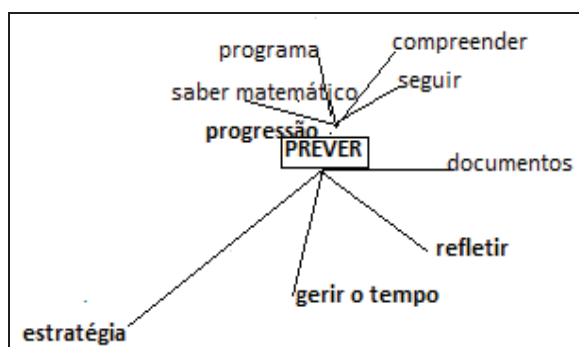 compreender
programa
seguir
saber matemático
progressão
PREVER
documentos
refletir
gerir o tempo
estratégia